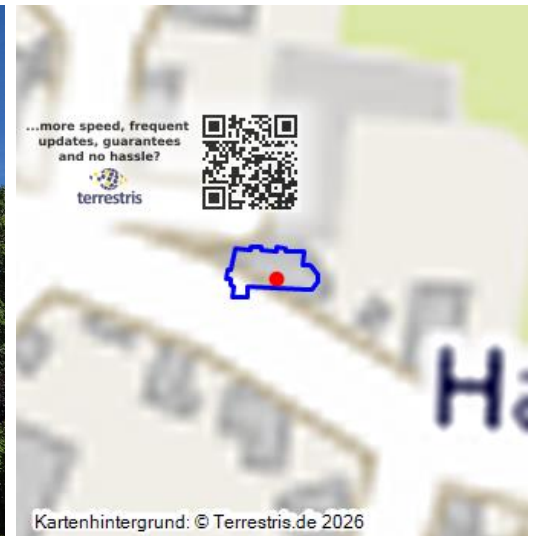 ...more speed, frequent
updates, guarantees
and no hassle?
terrestris
Ha
Kartenhintergrund: © Terrestris.de 2026